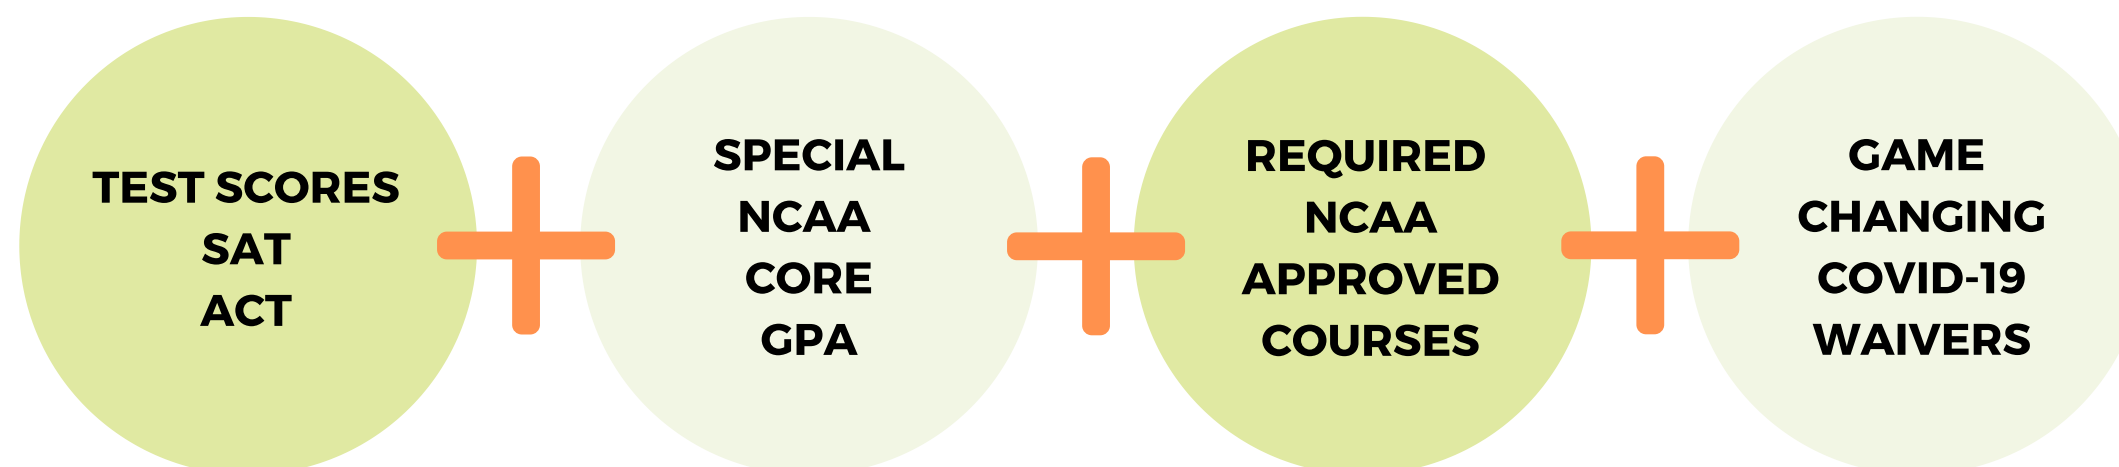 TEST SCORES
SAT
ACT
SPECIAL
NCAA
CORE
GPA
REQUIRED
NCAA
APPROVED
COURSES
GAME
CHANGING
COVID-19
WAIVERS